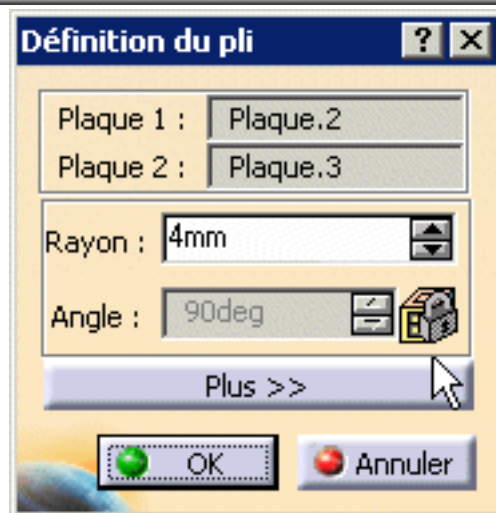 Définition du pli ? ×
Plaque 1 : Plaque.2
Plaque 2 : Plaque.3
Rayon : 4mm
Angle : 90deg
Plus >>
OK Annuler